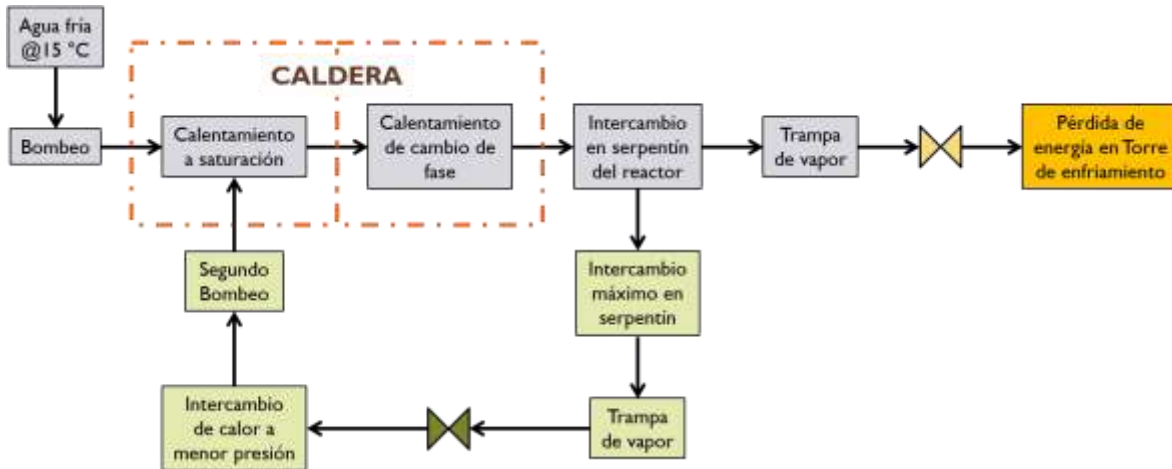 Agua fría
@15 °C
CALDERA
Bombeo
Calentamiento
a saturación
Calentamiento
de cambio de
fase
Intercambio
en serpentín
del reactor
Trampa
de vapor
Pérdida de
energía en Torre
de enfriamiento
Segundo
Bombeo
Intercambio
máximo en
serpentín
Intercambio
de calor a
menor presión
Trampa
de vapor